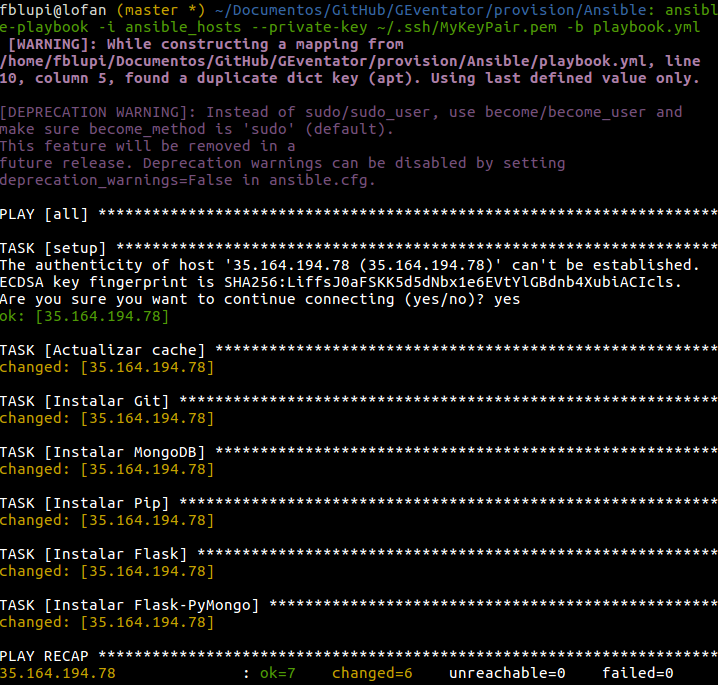 fblupi@lofan (master *) ~/Documentos/GitHub/GEventator/provision/Ansible: ansibl
e-playbook -i ansible_hosts --private-key ~/.ssh/MyKeyPair.pem -b playbook.yml
 [WARNING]: While constructing a mapping from
/home/fblupi/Documentos/GitHub/GEventator/provision/Ansible/playbook.yml, line
10, column 5, found a duplicate dict key (apt). Using last defined value only.

[DEPRECATION WARNING]: Instead of sudo/sudo_user, use become/become_user and
make sure become_method is 'sudo' (default).
This feature will be removed in a
future release. Deprecation warnings can be disabled by setting
deprecation_warnings=False in ansible.cfg.

PLAY [all] *********************************************************************

TASK [setup] *******************************************************************
The authenticity of host '35.164.194.78 (35.164.194.78)' can't be established.
ECDSA key fingerprint is SHA256:LiffsJ0aFSKK5d5dNbx1e6EVtYlGBdnb4XubiACIcls.
Are you sure you want to continue connecting (yes/no)? yes
ok: [35.164.194.78]

TASK [Actualizar cache] ********************************************************
changed: [35.164.194.78]

TASK [Instalar Git] ************************************************************
changed: [35.164.194.78]

TASK [Instalar MongoDB] ********************************************************
changed: [35.164.194.78]

TASK [Instalar Pip] ************************************************************
changed: [35.164.194.78]

TASK [Instalar Flask] **********************************************************
changed: [35.164.194.78]

TASK [Instalar Flask-PyMongo] **************************************************
changed: [35.164.194.78]

PLAY RECAP *********************************************************************
35.164.194.78              : ok=7    changed=6    unreachable=0    failed=0